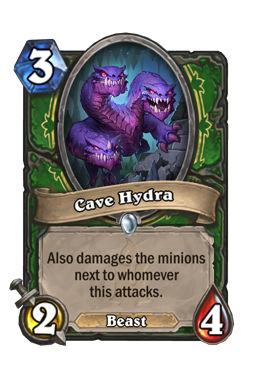 3
Cave Hydra
Also damages the minions
next to whomever
this attacks.
2 Beast 4